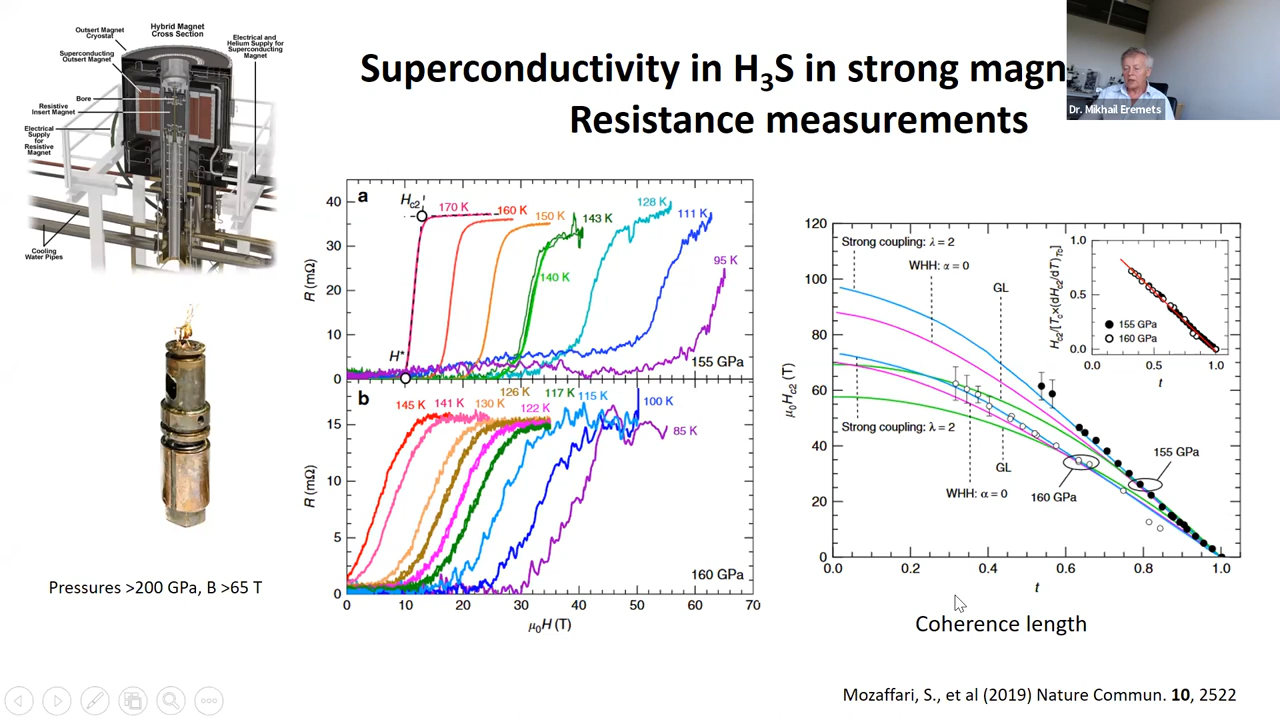 Outsert Magnet
Cryostat
Hybrid Magnet
Cross Section
Electrical and
Helium Supply for
Superconducting
Magnet
Superconducting
Outsert Magnet
Bore
Resistive
Insert Magnet
Electrical
Supply
for
Resistive
Magnet
Cooling
Water Pipes
Pressures >200 GPa, B >65 T
Superconductivity in H₃S in strong magn
Resistance measurements
Dr. Mikhail Eremets
a
Hc2
170 K
160 K
150 K
143 K
128 K
111 K
95 K
140 K
H*
155 GPa
40
30
20
10
0
R (mΩ)
b
145 K
141 K
130 K
126 K
117 K
122 K
115 K
100 K
85 K
160 GPa
15
10
5
0
R (mΩ)
0 10 20 30 40 50 60 70
μ₀H (T)
120
100
80
60
40
20
0
μ₀Hc2 (T)
Strong coupling: λ = 2
WHH: α = 0
GL
Strong coupling: λ = 2
GL
WHH: α = 0
160 GPa
155 GPa
0.0 0.2 0.4 0.6 0.8 1.0
t
Hc2/[Tc×(dHc2/dT)Tc]
1.0
0.5
0.0
155 GPa
160 GPa
0.0 0.5 1.0
t
Coherence length
Mozaffari, S., et al (2019) Nature Commun. 10, 2522